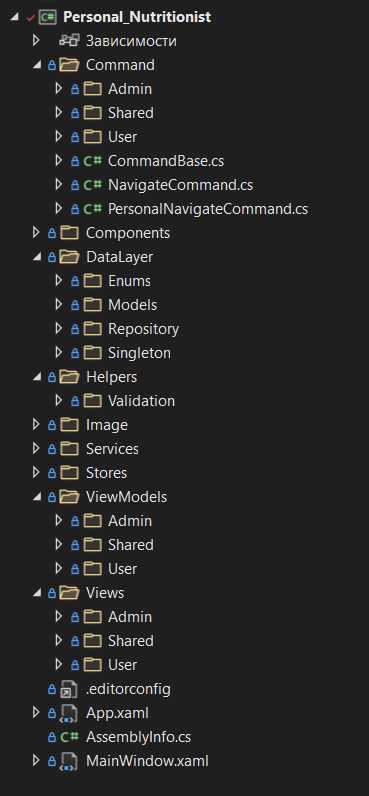 Personal_Nutritionist
Зависимости
Command
Admin
Shared
User
C# CommandBase.cs
C# NavigateCommand.cs
C# PersonalNavigateCommand.cs
Components
DataLayer
Enums
Models
Repository
Singleton
Helpers
Validation
Image
Services
Stores
ViewModels
Admin
Shared
User
Views
Admin
Shared
User
.editorconfig
App.xaml
C# AssemblyInfo.cs
MainWindow.xaml